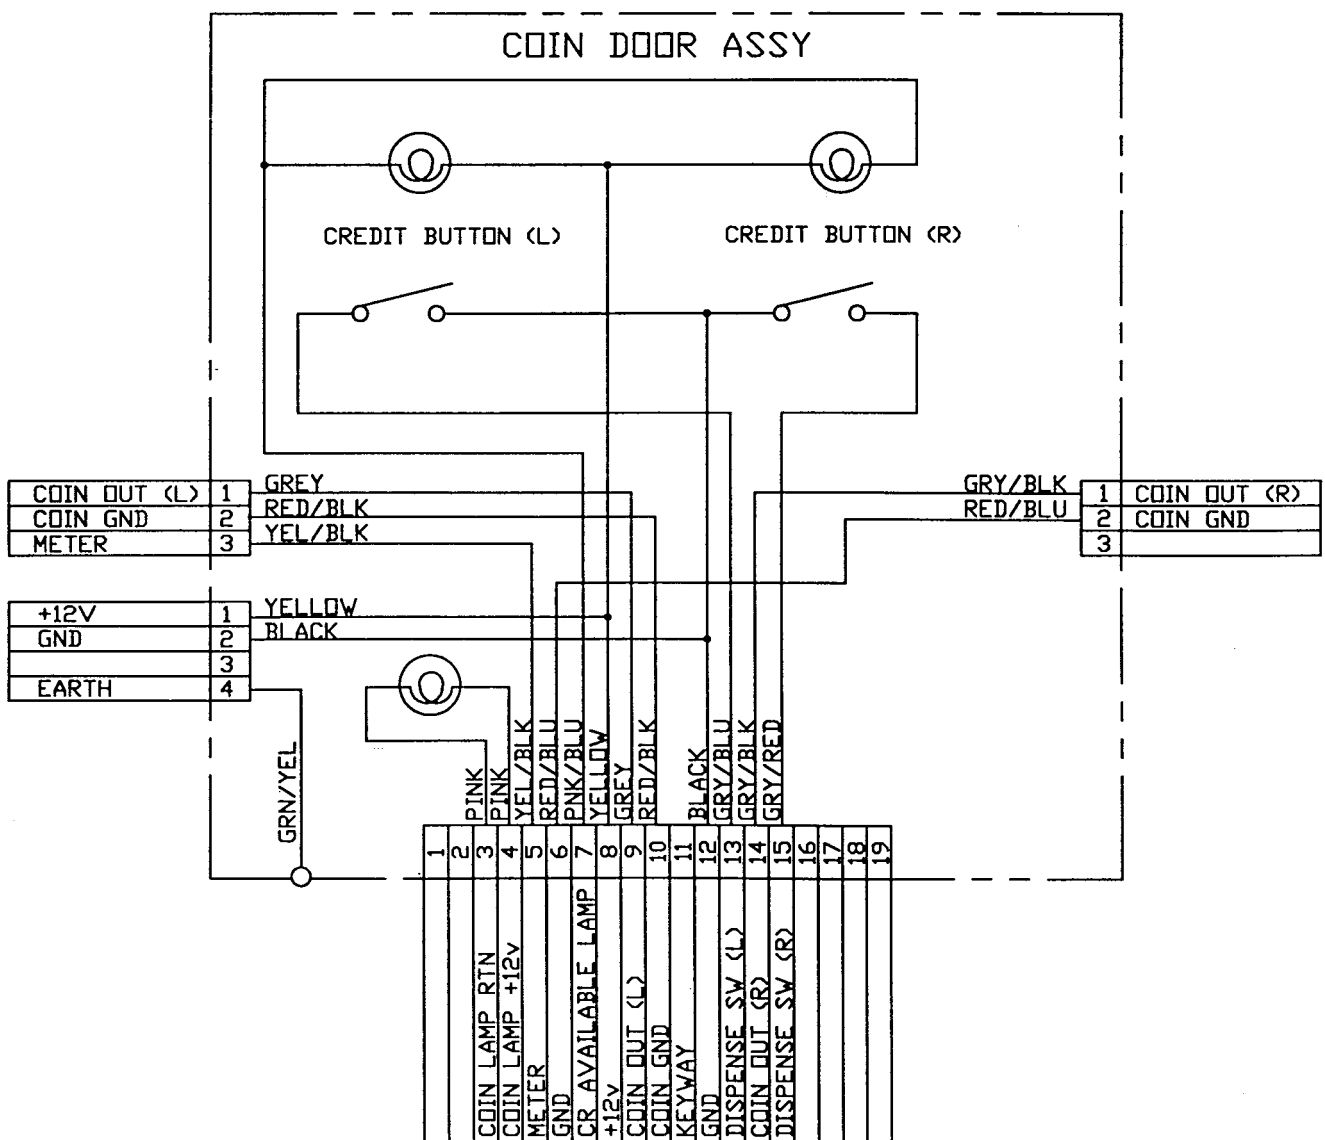 COIN DOOR ASSY
CREDIT BUTTON (L)
CREDIT BUTTON (R)
COIN OUT (L) 1 GREY
COIN GND 2 RED/BLK
METER 3 YEL/BLK
GRY/BLK 1 COIN OUT (R)
RED/BLU 2 COIN GND
3
+12V 1 YELLOW
GND 2 BLACK
3
EARTH 4
GRN/YEL
PINK
PINK
YEL/BLK
RED/BLU
PNK/BLU
YELLOW
GREY
RED/BLK
BLACK
GRY/BLU
GRY/BLK
GRY/RED
1
2
3 COIN LAMP RTN
4 COIN LAMP +12v
5 METER
6 GND
7 CR AVAILABLE LAMP
8 +12v
9 COIN OUT (L)
10 COIN GND
11 KEYWAY
12 GND
13 DISPENSE SW (L)
14 COIN OUT (R)
15 DISPENSE SW (R)
16
17
18
19